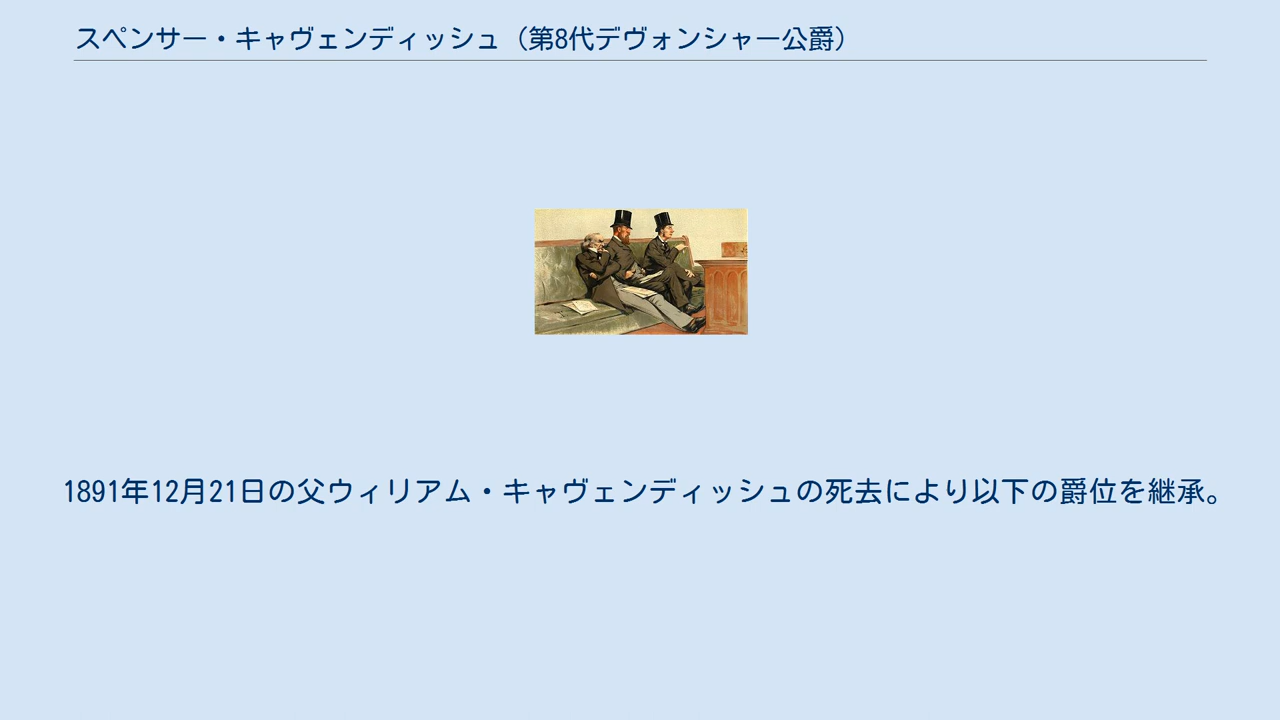 スペンサー・キャヴェンディッシュ（第8代デヴォンシャー公爵）
1891年12月21日の父ウィリアム・キャヴェンディッシュの死去により以下の爵位を継承。